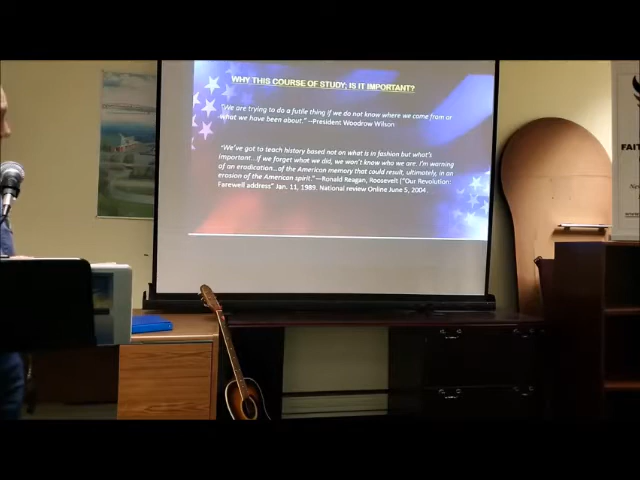 WHY THIS COURSE OF STUDY; IS IT IMPORTANT?
"We are trying to do a futile thing if we do not know where we come from or
what we have been about." –President Woodrow Wilson
"We've got to teach history based not on what is in fashion but what's
important...If we forget what we did, we won't know who we are. I'm warning
of an eradication...of the American memory that could result, ultimately, in an
erosion of the American spirit."—Ronald Reagan, Roosevelt ("Our Revolution:
Farewell address" Jan. 11, 1989. National review Online June 5, 2004.
FAIT